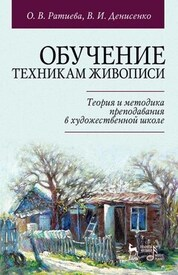 О. В. Ратиева, В. И. Денисенко
ОБУЧЕНИЕ
ТЕХНИКАМ ЖИВОПИСИ
Теория и методика
преподавания
в художественной школе